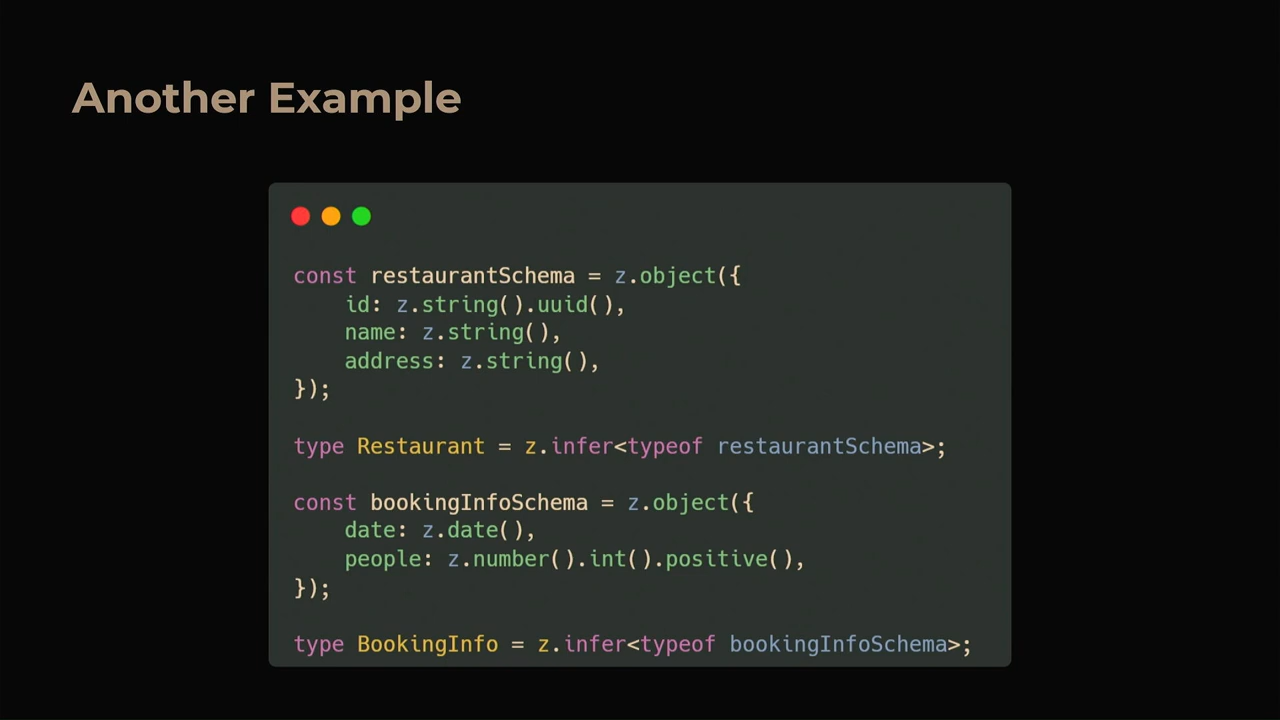 Another Example
const restaurantSchema = z.object({
    id: z.string().uuid(),
    name: z.string(),
    address: z.string(),
});
type Restaurant = z.infer<typeof restaurantSchema>;
const bookingInfoSchema = z.object({
    date: z.date(),
    people: z.number().int().positive(),
});
type BookingInfo = z.infer<typeof bookingInfoSchema>;